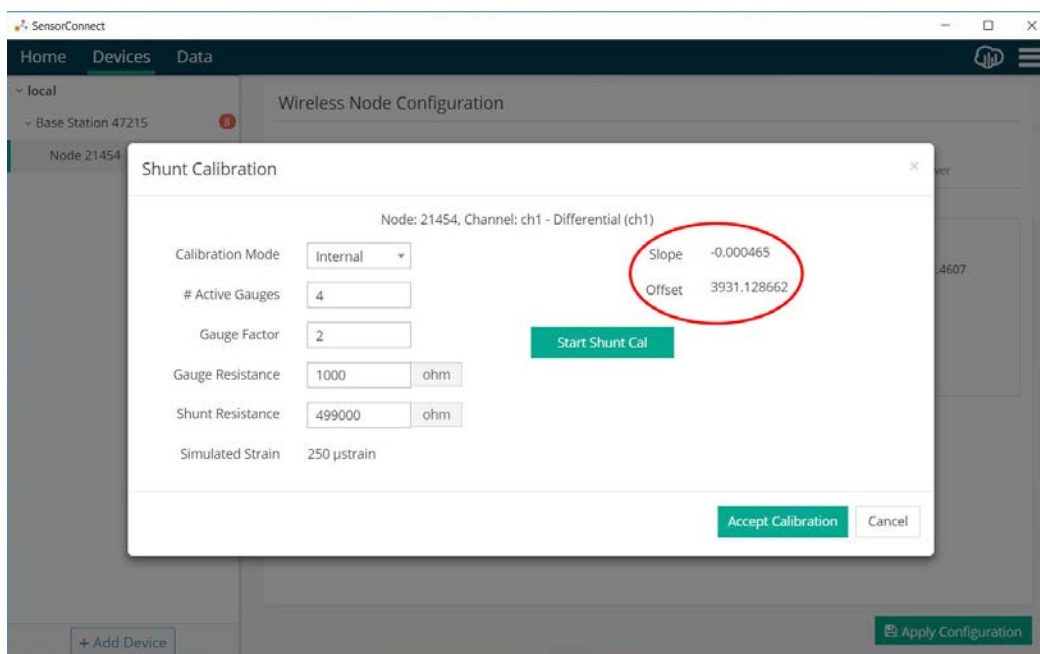 SensorConnect
Home Devices Data
local
Base Station 47215 8
Node 21454
Wireless Node Configuration
Shunt Calibration
×
ver
.4607
Node: 21454, Channel: ch1 - Differential (ch1)
Calibration Mode Internal
# Active Gauges 4
Gauge Factor 2
Gauge Resistance 1000 ohm
Shunt Resistance 499000 ohm
Simulated Strain 250 µstrain
Slope -0.000465
Offset 3931.128662
Start Shunt Cal
Accept Calibration Cancel
+ Add Device
Apply Configuration